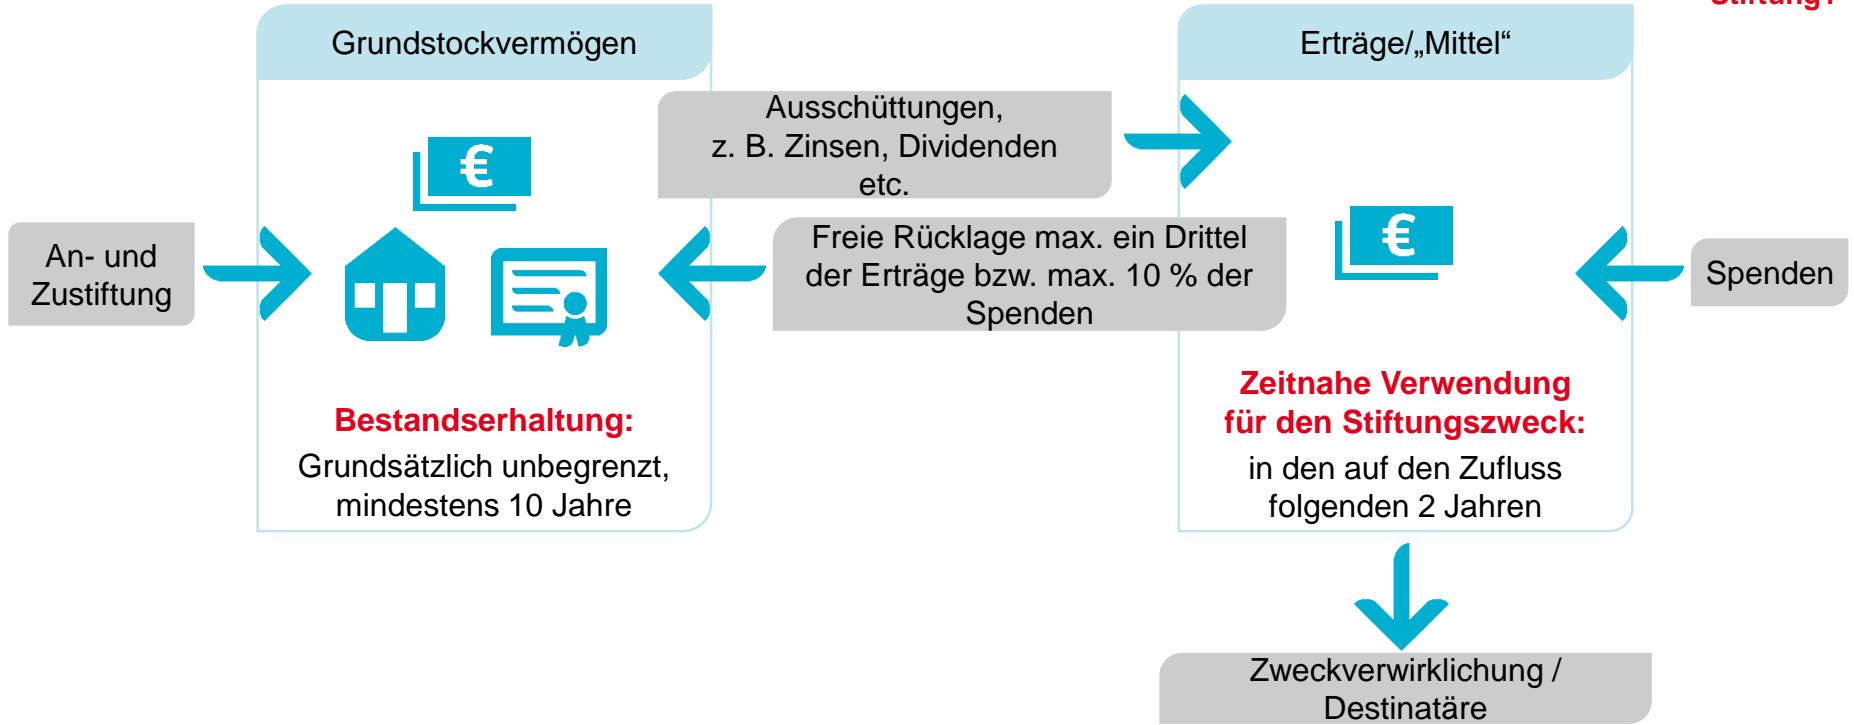 Grundstockvermögen
Erträge/„Mittel“
Ausschüttungen,
z. B. Zinsen, Dividenden
etc.
€
An- und
Zustiftung
Freie Rücklage max. ein Drittel
der Erträge bzw. max. 10 % der
Spenden
€
Spenden
Bestandserhaltung:
Grundsätzlich unbegrenzt,
mindestens 10 Jahre
Zeitnahe Verwendung
für den Stiftungszweck:
in den auf den Zufluss
folgenden 2 Jahren
Zweckverwirklichung /
Destinatäre